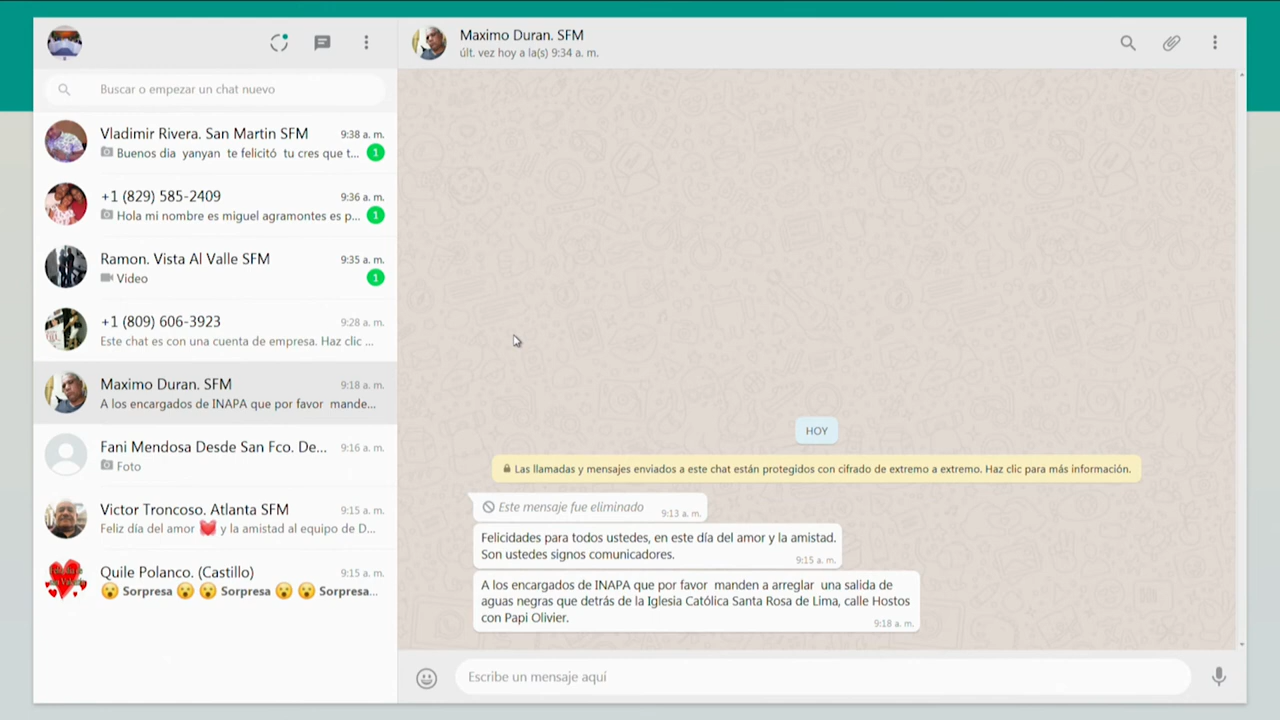 Maximo Duran. SFM
últ. vez hoy a la(s) 9:34 a. m.
Buscar o empezar un chat nuevo
Vladimir Rivera. San Martin SFM
9:38 a. m.
Buenos dia yanyan te felicitó tu cres que t...
1
+1 (829) 585-2409
9:36 a. m.
Hola mi nombre es miguel agramontes es p...
1
Ramon. Vista Al Valle SFM
9:35 a. m.
Video
1
+1 (809) 606-3923
9:28 a. m.
Este chat es con una cuenta de empresa. Haz clic ...
Maximo Duran. SFM
9:18 a. m.
A los encargados de INAPA que por favor mande...
Fani Mendosa Desde San Fco. De...
9:16 a. m.
Foto
Victor Troncoso. Atlanta SFM
9:15 a. m.
Feliz día del amor 💓 y la amistad al equipo de D...
Quile Polanco. (Castillo)
9:15 a. m.
😮 Sorpresa 😮 😮 Sorpresa 😮 😮 Sorpresa...
HOY
Las llamadas y mensajes enviados a este chat están protegidos con cifrado de extremo a extremo. Haz clic para más información.
Este mensaje fue eliminado
9:13 a. m.
Felicidades para todos ustedes, en este día del amor y la amistad.
Son ustedes signos comunicadores.
9:15 a. m.
A los encargados de INAPA que por favor manden a arreglar una salida de
aguas negras que detrás de la Iglesia Católica Santa Rosa de Lima, calle Hostos
con Papi Olivier.
9:18 a. m.
Escribe un mensaje aquí